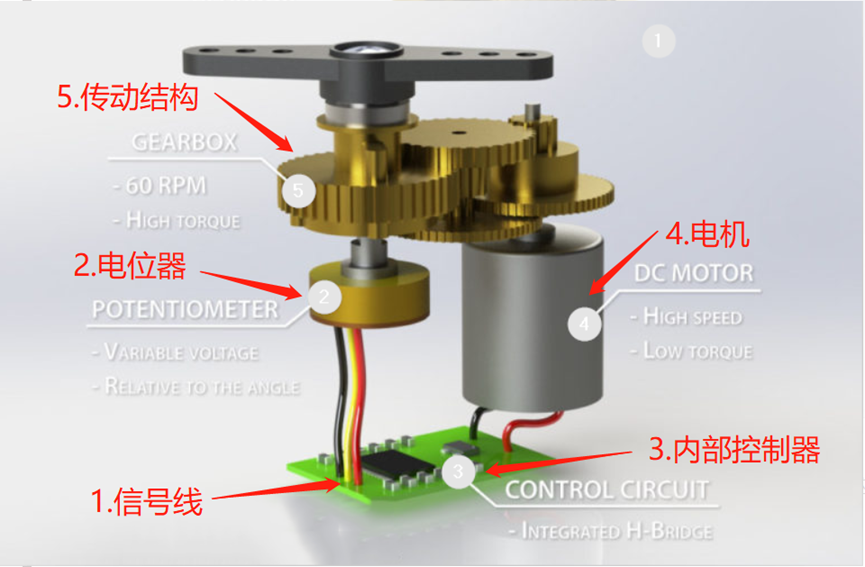 1
5.传动结构
GEARBOX
5
- 60 RPM
- HIGH TORQUE
4.电机
2.电位器
DC MOTOR
2
POTENTIOMETER
4
- HIGH SPEED
- VARIABLE VOLTAGE
- LOW TORQUE
- RELATIVE TO THE ANGLE
3.内部控制器
3
1.信号线
CONTROL CIRCUIT
- INTEGRATED H-BRIDGE